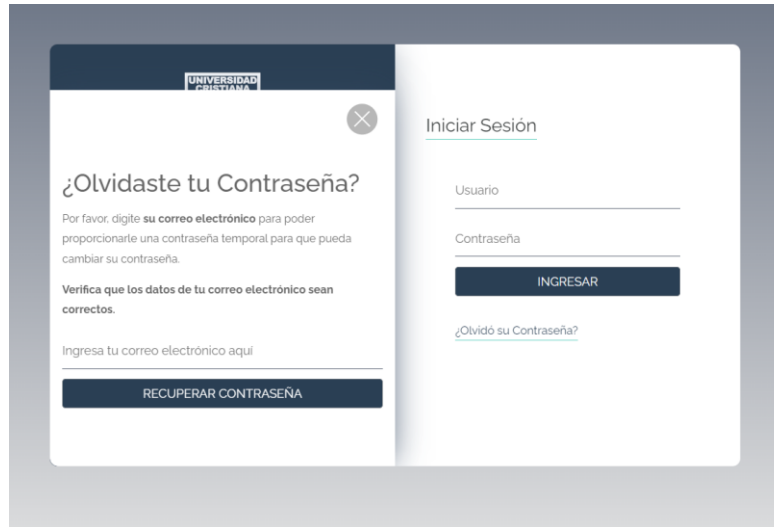 UNIVERSIDAD
CRISTIANA
¿Olvidaste tu Contraseña?
Por favor, digite su correo electrónico para poder
proporcionarle una contraseña temporal para que pueda
cambiar su contraseña.
Verifica que los datos de tu correo electrónico sean
correctos.
Ingresa tu correo electrónico aquí
RECUPERAR CONTRASEÑA
Iniciar Sesión
Usuario
Contraseña
INGRESAR
¿Olvidó su Contraseña?